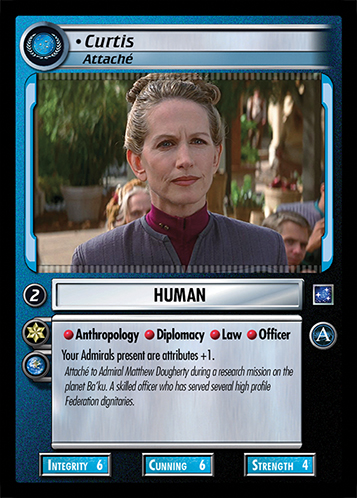 • Curtis
Attaché
2
HUMAN
• Anthropology • Diplomacy • Law • Officer
A
Your Admirals present are attributes +1.
Attaché to Admiral Matthew Dougherty during a research mission on the
planet Ba'ku. A skilled officer who has served several high profile
Federation dignitaries.
INTEGRITY 6 CUNNING 6 STRENGTH 4